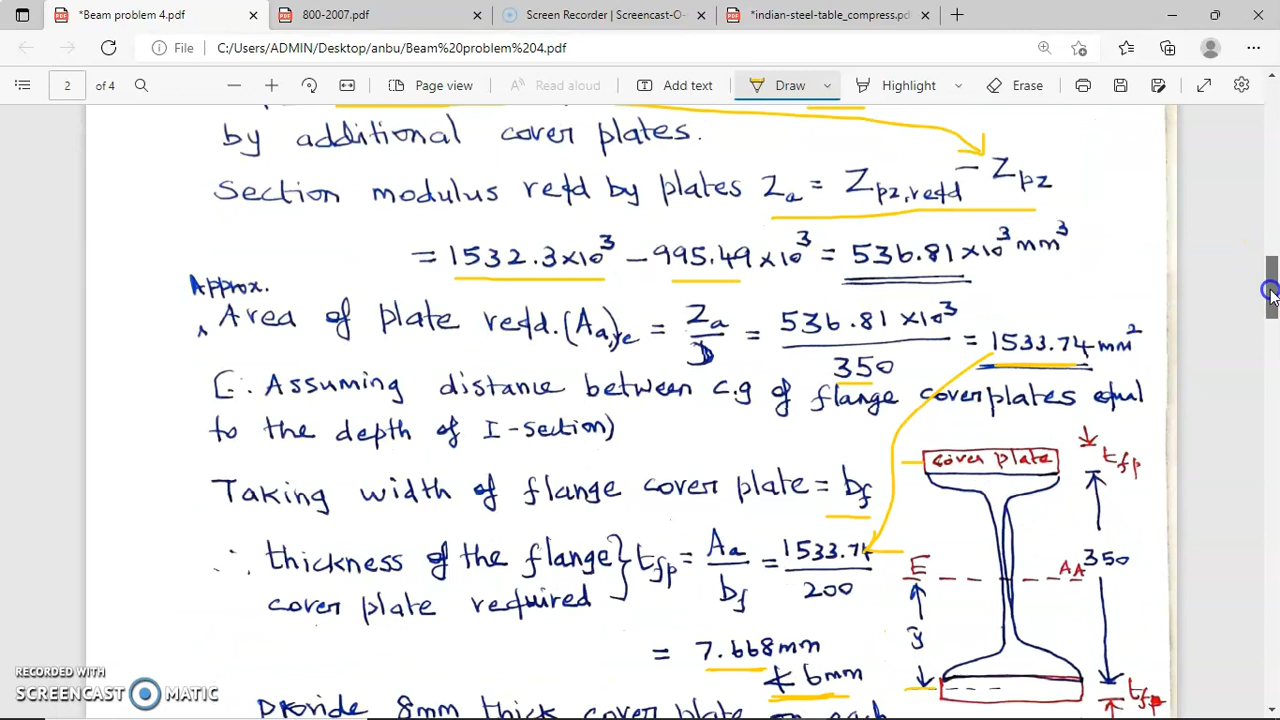 *Beam problem 4.pdf
800-2007.pdf
Screen Recorder | Screencast-O-
*indian-steel-table_compress.pd
File
C:/Users/ADMIN/Desktop/anbu/Beam%20problem%204.pdf
2 of 4
Page view
Read aloud
Add text
Draw
Highlight
Erase
by additional cover plates.
Section modulus reqd by plates Za = Zpz,reqd - Zpz
= 1532.3×10³ - 995.49×10³ = 536.81×10³ mm³
Approx.
Area of plate reqd. = Za = 536.81×10³ / 350 = 1533.74 mm²
[∵ Assuming distance between c.g of flange coverplates equal
to the depth of I-section)
cover plate
tfp
Taking width of flange cover plate = bf
∴ thickness of the flange } tfp = Aa / bf = 1533.74 / 200
cover plate required
E
AA
350
ȳ
= 7.668mm
≮ 6mm
tfp
Provide 8mm thick cover plate on each
RECORDED WITH
SCREENCAST MATIC